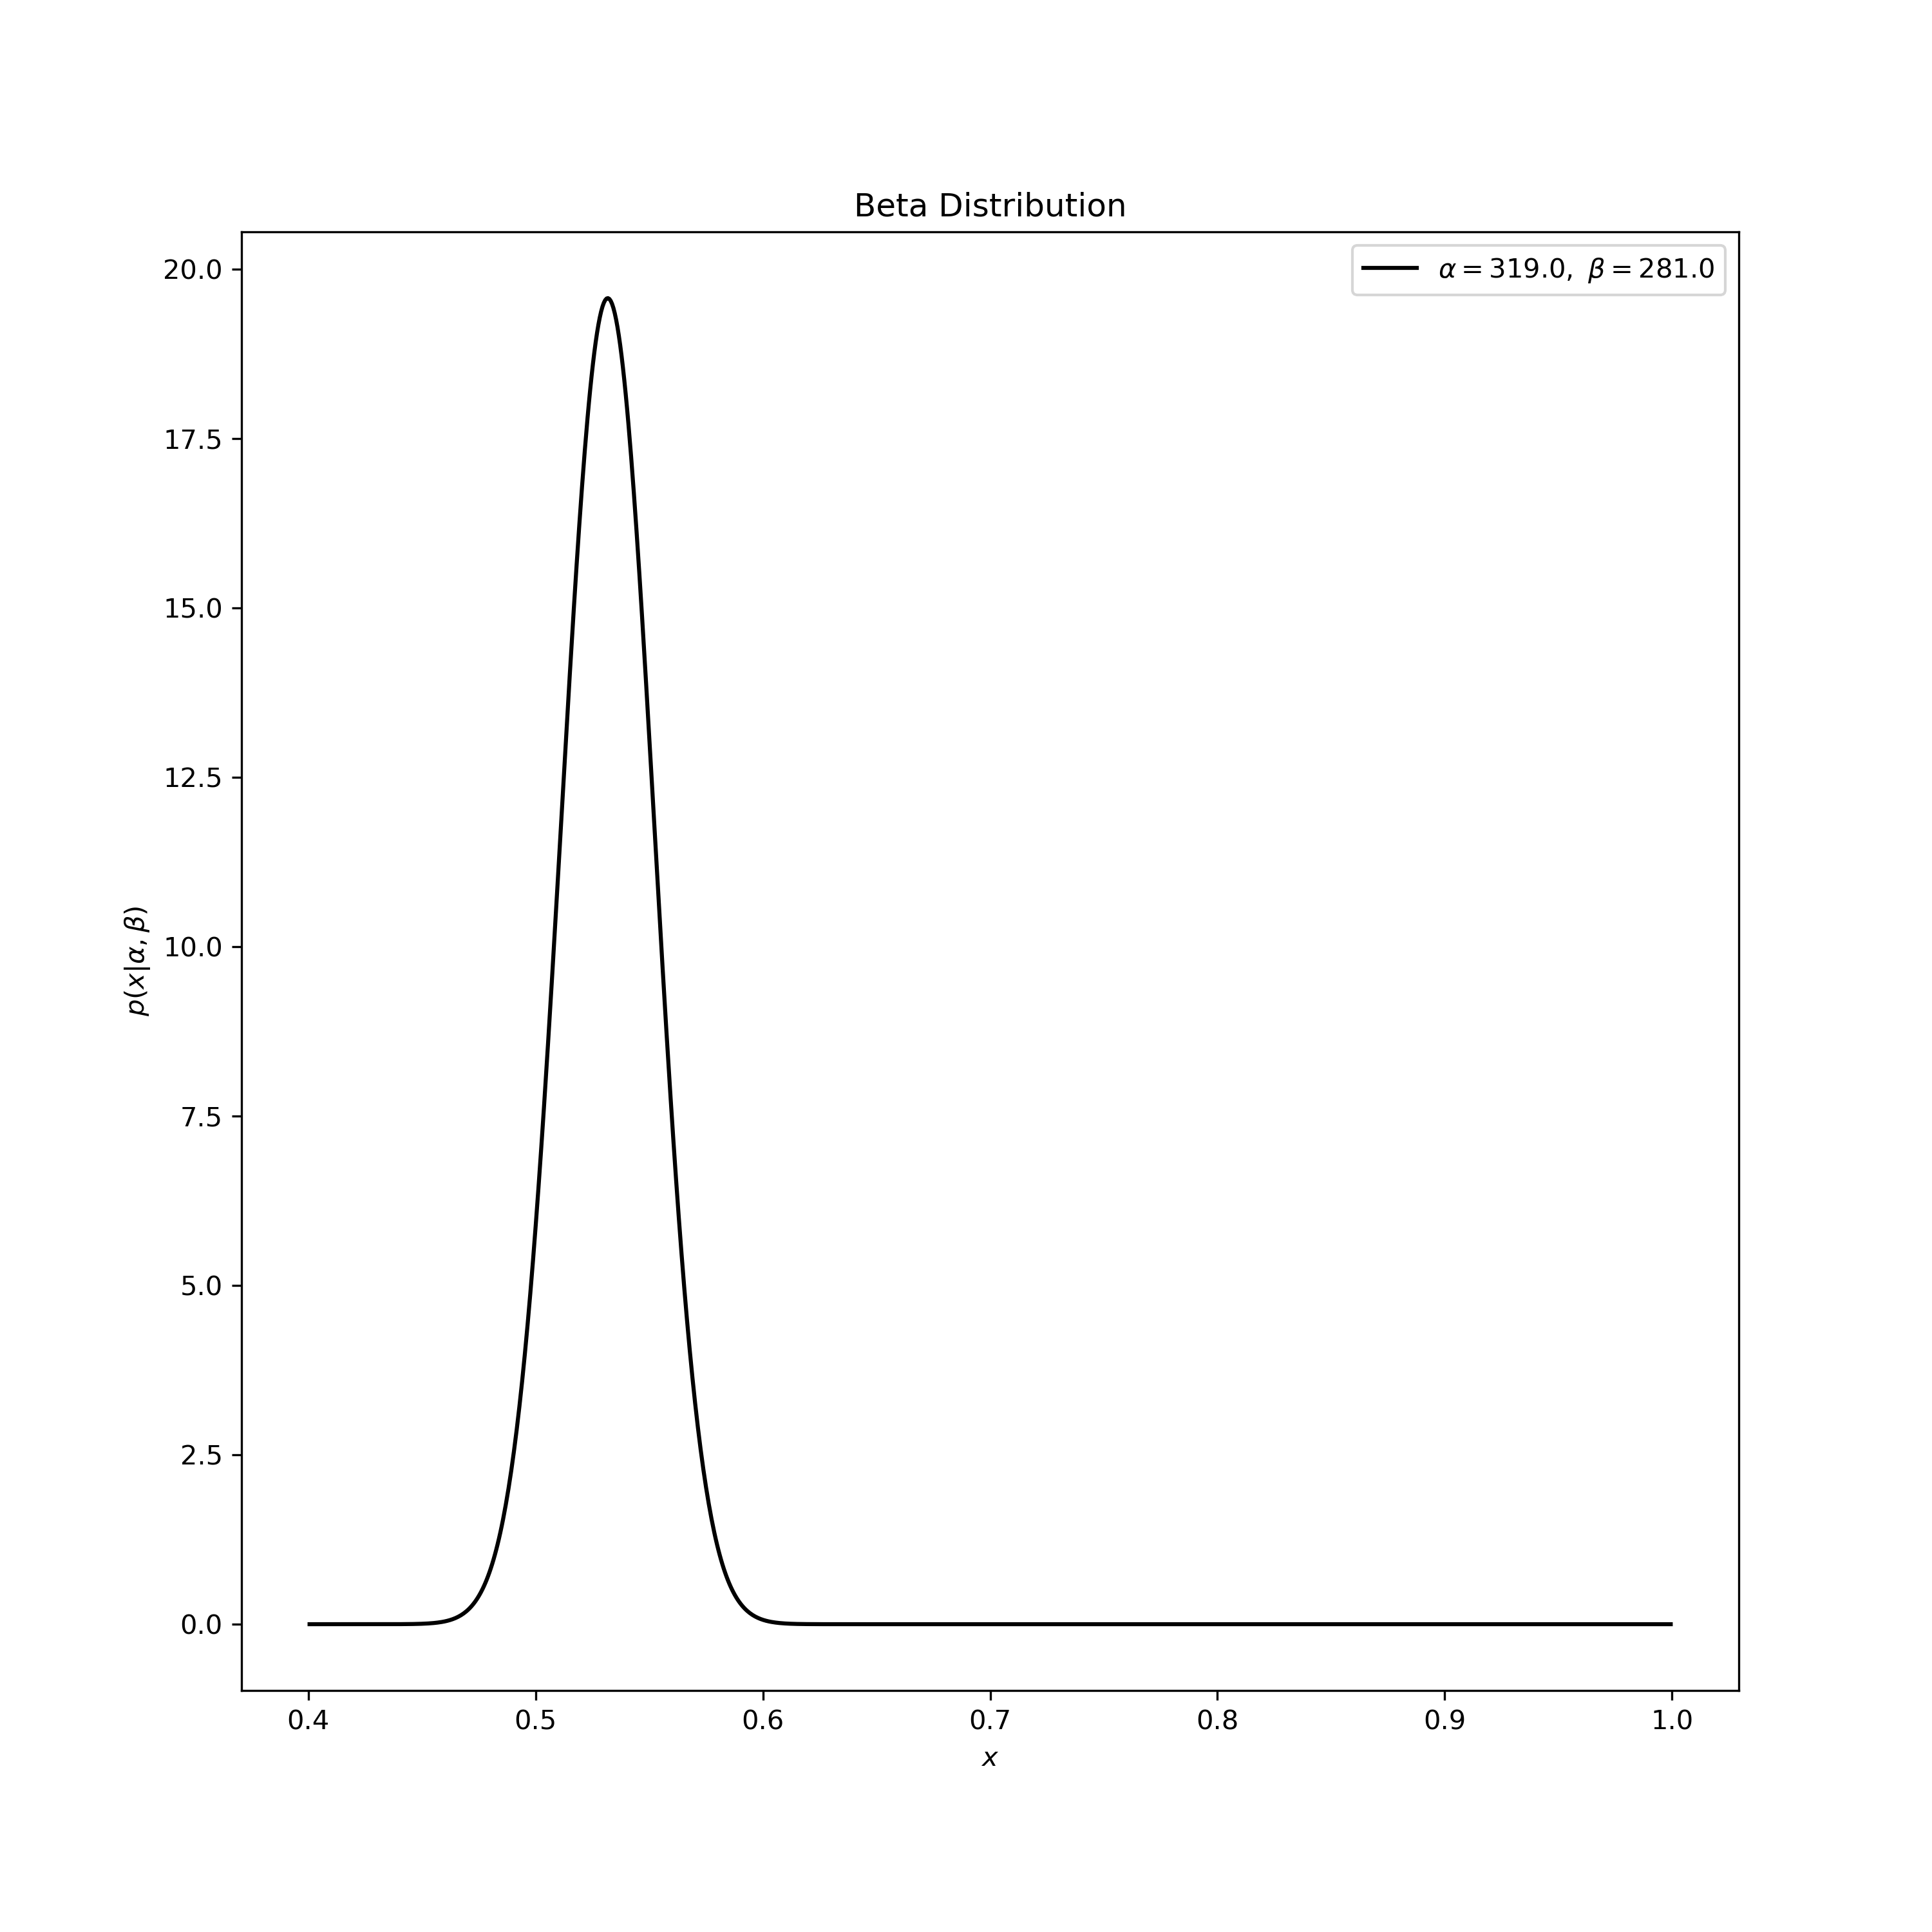 Beta Distribution
α = 319.0, β = 281.0
20.0
17.5
15.0
12.5
10.0
7.5
5.0
2.5
0.0
p(x|α, β)
0.4 0.5 0.6 0.7 0.8 0.9 1.0
x